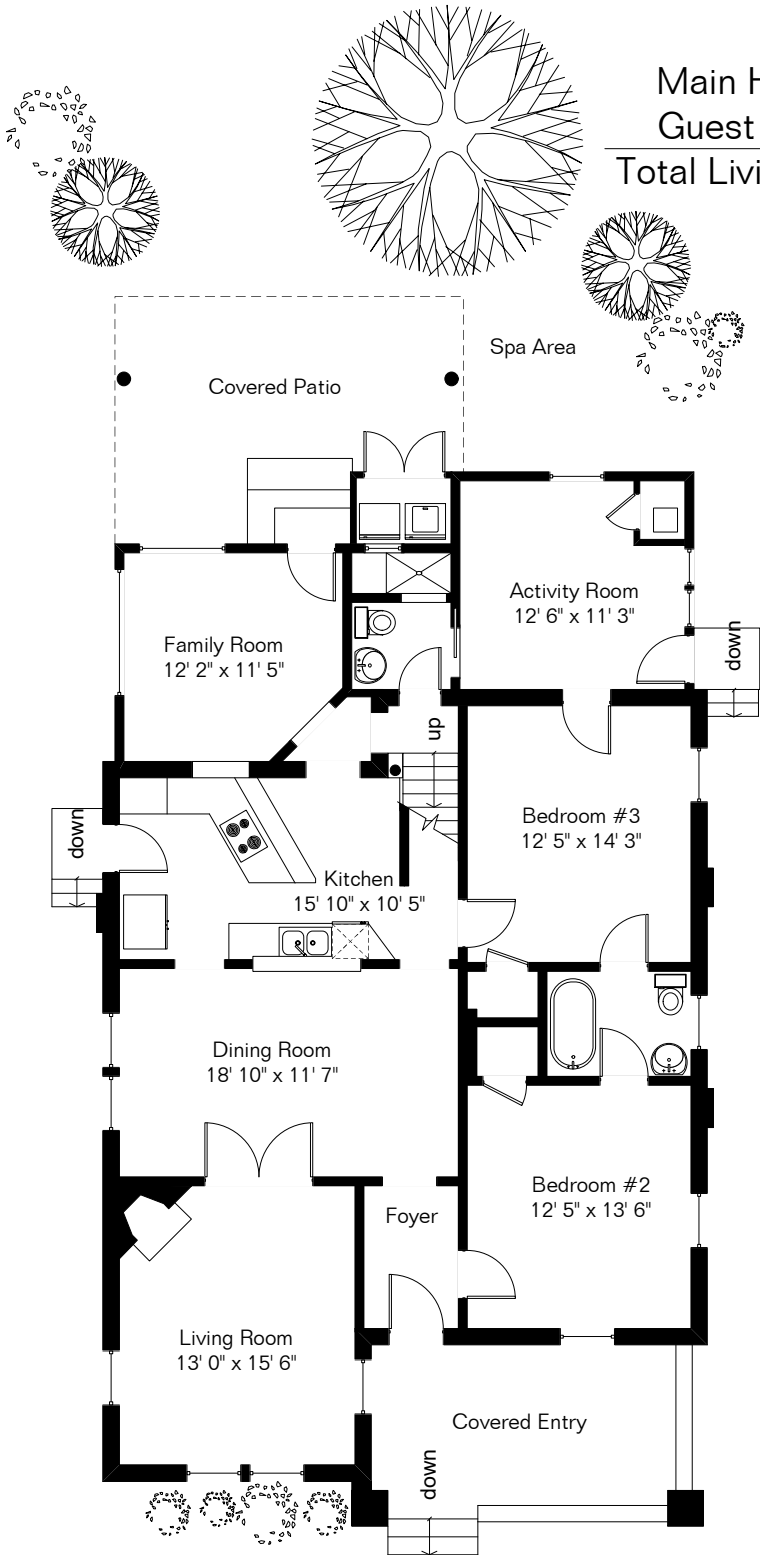 Main H
Guest
Total Livi
Spa Area
Covered Patio
Activity Room
12' 6" x 11' 3"
Family Room
12' 2" x 11' 5"
down
up
Bedroom #3
12' 5" x 14' 3"
down
Kitchen
15' 10" x 10' 5"
Dining Room
18' 10" x 11' 7"
Bedroom #2
12' 5" x 13' 6"
Foyer
Living Room
13' 0" x 15' 6"
Covered Entry
down